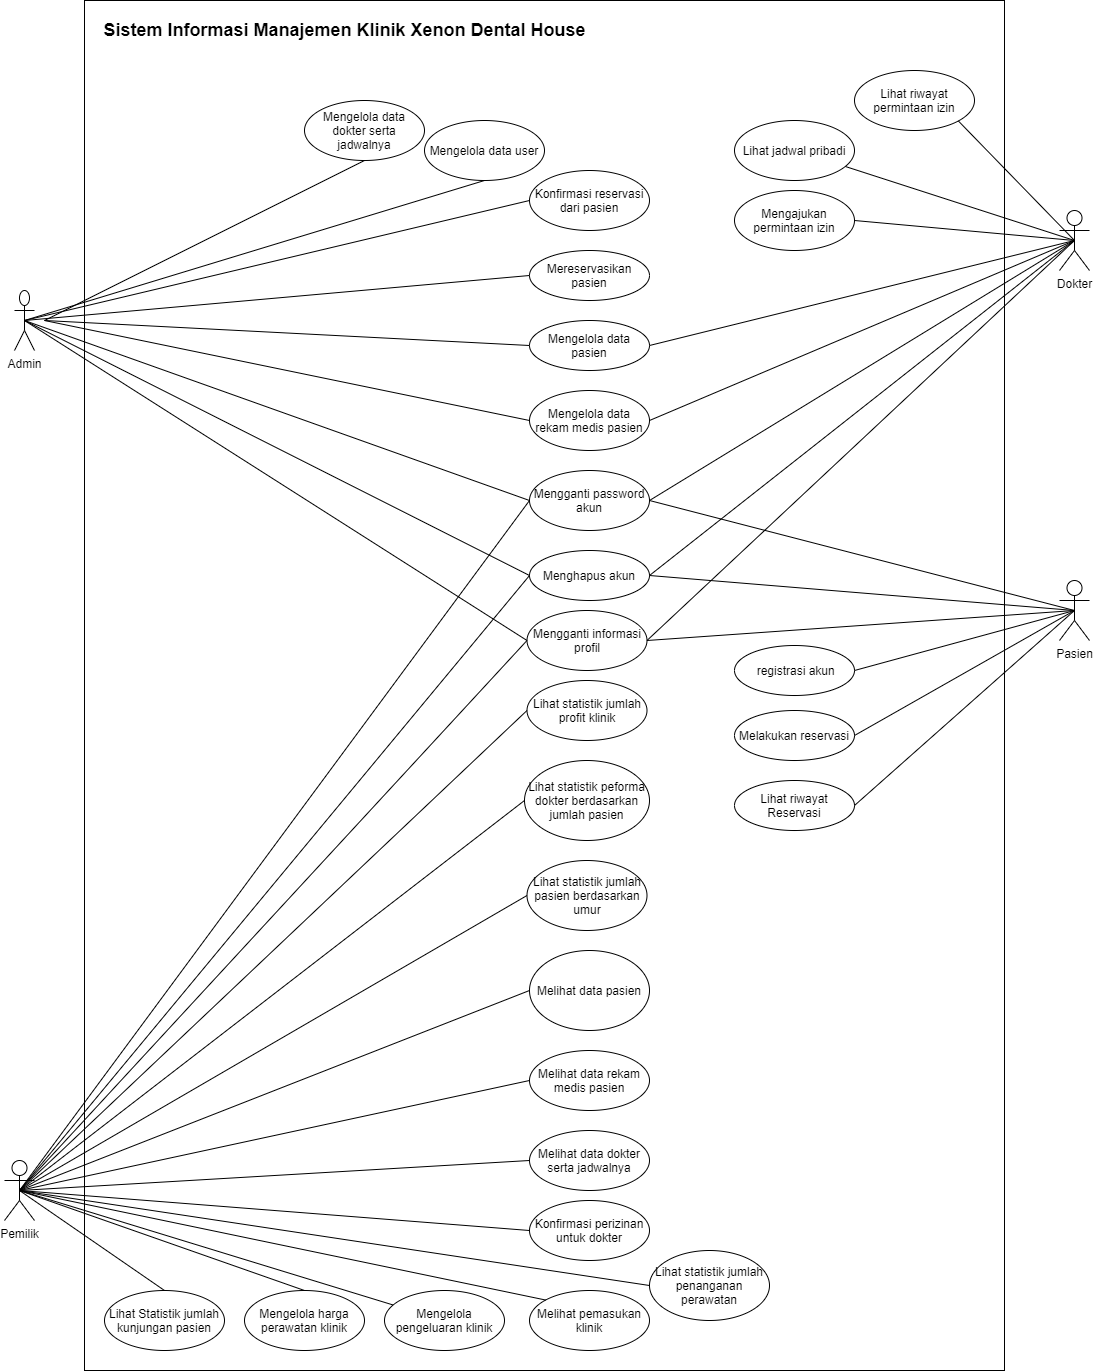 Sistem Informasi Manajemen Klinik Xenon Dental House
Mengelola data
dokter serta
jadwalnya
Mengelola data user
Konfirmasi reservasi
dari pasien
Mereservasikan
pasien
Mengelola data
pasien
Mengelola data
rekam medis pasien
Mengganti password
akun
Menghapus akun
Mengganti informasi
profil
Lihat statistik jumlah
profit klinik
Lihat statistik peforma
dokter berdasarkan
jumlah pasien
Lihat statistik jumlah
pasien berdasarkan
umur
Melihat data pasien
Melihat data rekam
medis pasien
Melihat data dokter
serta jadwalnya
Konfirmasi perizinan
untuk dokter
Lihat statistik jumlah
penanganan
perawatan
Lihat Statistik jumlah
kunjungan pasien
Mengelola harga
perawatan klinik
Mengelola
pengeluaran klinik
Melihat pemasukan
klinik
Lihat riwayat
permintaan izin
Lihat jadwal pribadi
Mengajukan
permintaan izin
registrasi akun
Melakukan reservasi
Lihat riwayat
Reservasi
Admin
Dokter
Pasien
Pemilik